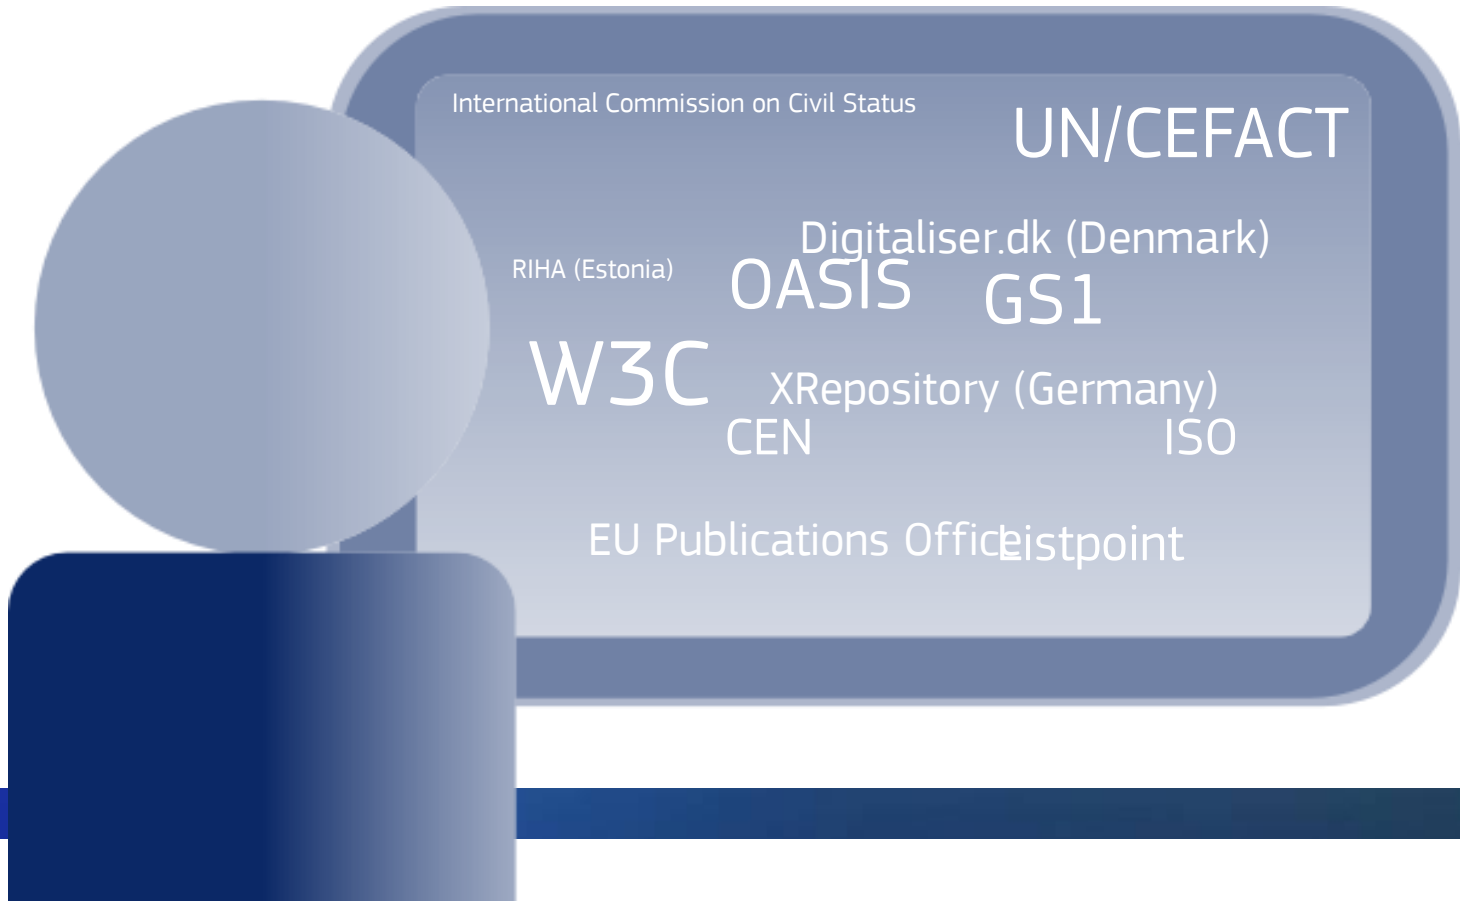 International Commission on Civil Status
UN/CEFACT
Digitaliser.dk (Denmark)
RIHA (Estonia)
OASIS
GS1
W3C
XRepository (Germany)
CEN
ISO
EU Publications Office
Listpoint